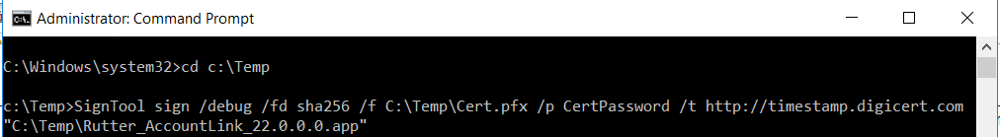 Administrator: Command Prompt
C:\Windows\system32>cd c:\Temp
c:\Temp>SignTool sign /debug /fd sha256 /f C:\Temp\Cert.pfx /p CertPassword /t http://timestamp.digicert.com
"C:\Temp\Rutter_AccountLink_22.0.0.0.app"